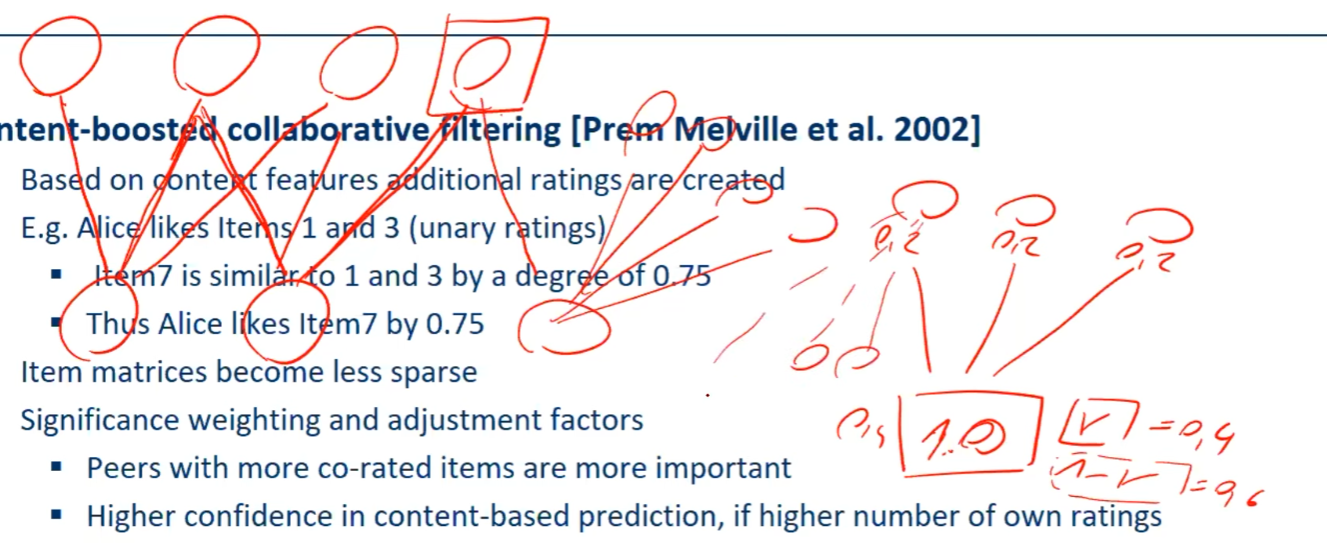 ntent-boosted collaborative filtering [Prem Melville et al. 2002]
Based on content features additional ratings are created
E.g. Alice likes Items 1 and 3 (unary ratings)
0,2 0,2 0,2
▪ Item7 is similar to 1 and 3 by a degree of 0.75
▪ Thus Alice likes Item7 by 0.75
Item matrices become less sparse
Significance weighting and adjustment factors
1.0 [r] = 0,4
[1-r] = 0,6
▪ Peers with more co-rated items are more important
▪ Higher confidence in content-based prediction, if higher number of own ratings